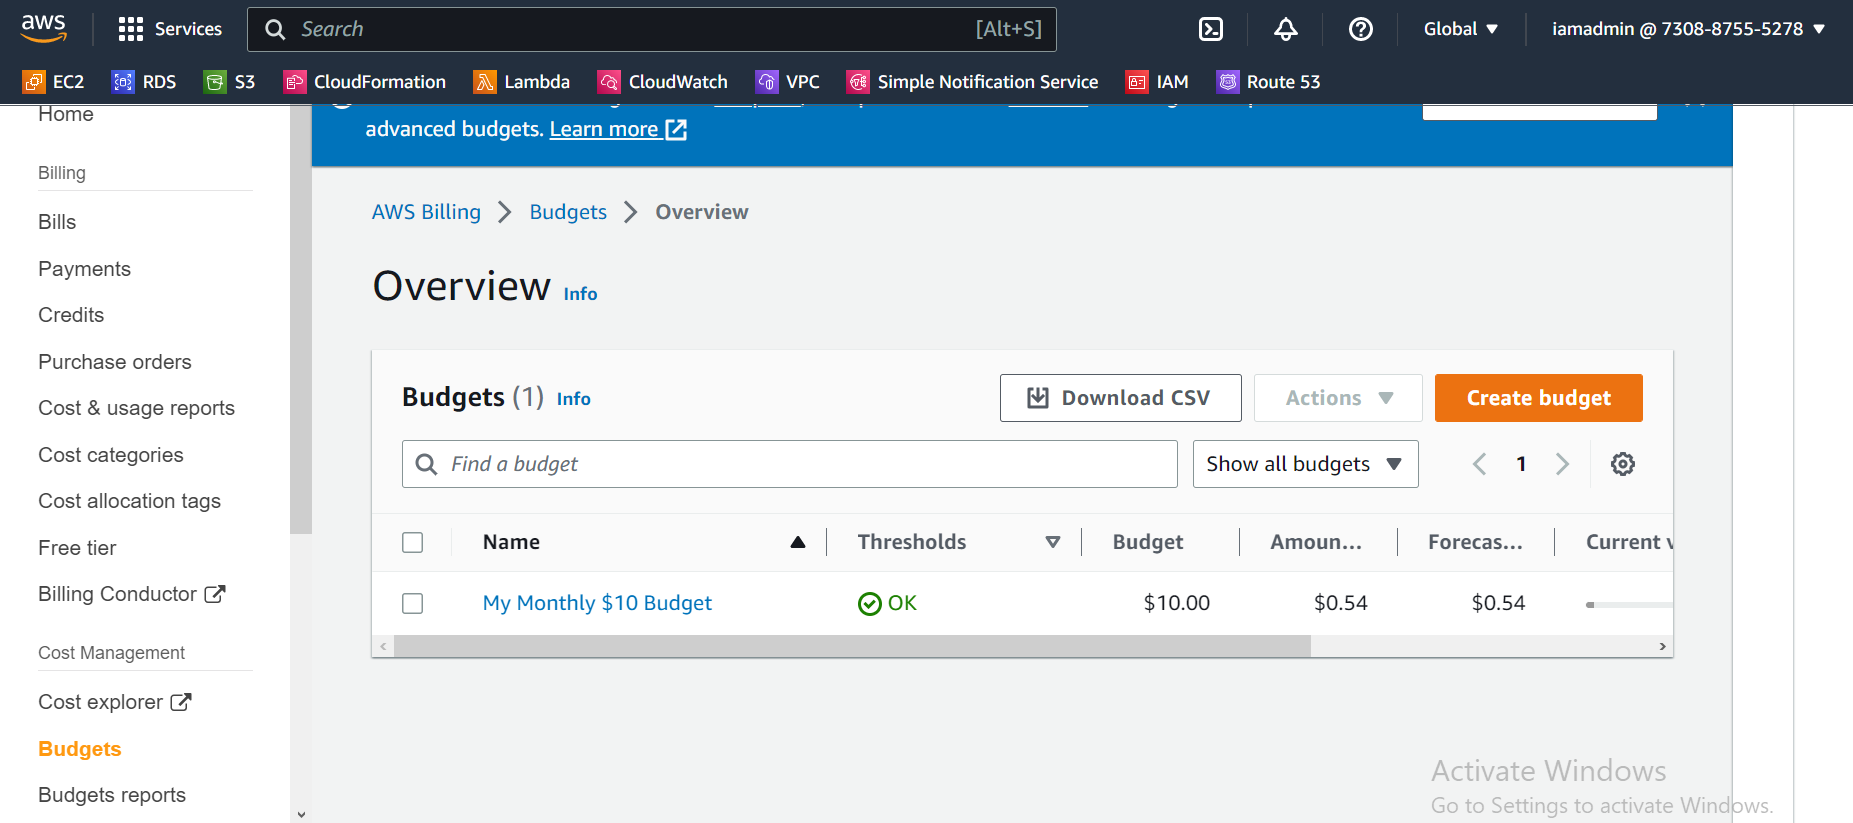 aws
Services
Search
[Alt+S]
Global
iamadmin @ 7308-8755-5278
EC2
RDS
S3
CloudFormation
Lambda
CloudWatch
VPC
Simple Notification Service
IAM
Route 53
Home
Billing
Bills
Payments
Credits
Purchase orders
Cost & usage reports
Cost categories
Cost allocation tags
Free tier
Billing Conductor
Cost Management
Cost explorer
Budgets
Budgets reports
advanced budgets. Learn more
AWS Billing
Budgets
Overview
Overview Info
Budgets (1) Info
Download CSV
Actions
Create budget
Find a budget
Show all budgets
1
Name
Thresholds
Budget
Amoun...
Forecas...
Current
My Monthly $10 Budget
OK
$10.00
$0.54
$0.54
Activate Windows
Go to Settings to activate Windows.